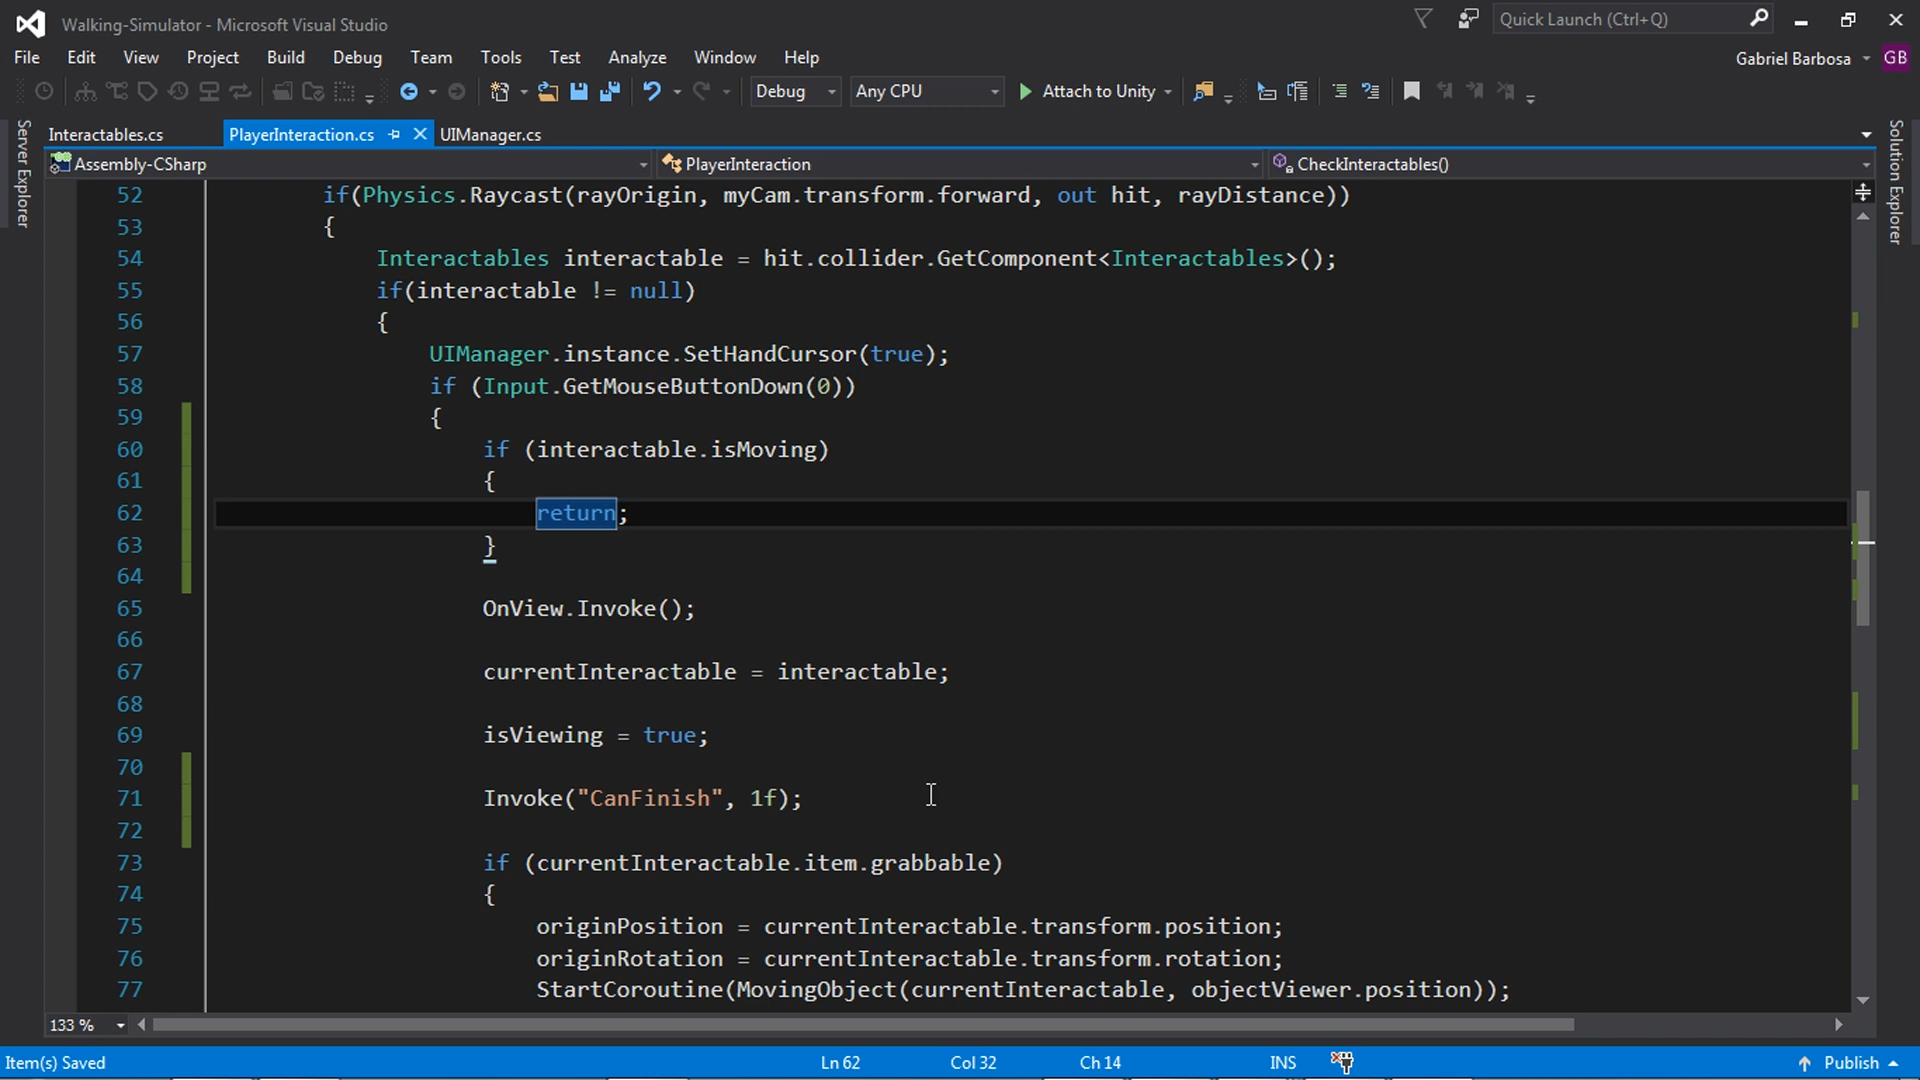 Walking-Simulator - Microsoft Visual Studio
Quick Launch (Ctrl+Q)
File Edit View Project Build Debug Team Tools Test Analyze Window Help
Gabriel Barbosa GB
Debug Any CPU Attach to Unity
Server Explorer
Interactables.cs PlayerInteraction.cs UIManager.cs
Solution Explorer
Assembly-CSharp PlayerInteraction CheckInteractables()
52 if(Physics.Raycast(rayOrigin, myCam.transform.forward, out hit, rayDistance))
53 {
54 Interactables interactable = hit.collider.GetComponent<Interactables>();
55 if(interactable != null)
56 {
57 UIManager.instance.SetHandCursor(true);
58 if (Input.GetMouseButtonDown(0))
59 {
60 if (interactable.isMoving)
61 {
62 return;
63 }
64
65 OnView.Invoke();
66
67 currentInteractable = interactable;
68
69 isViewing = true;
70
71 Invoke("CanFinish", 1f);
72
73 if (currentInteractable.item.grabbable)
74 {
75 originPosition = currentInteractable.transform.position;
76 originRotation = currentInteractable.transform.rotation;
77 StartCoroutine(MovingObject(currentInteractable, objectViewer.position));
133 %
Item(s) Saved Ln 62 Col 32 Ch 14 INS Publish